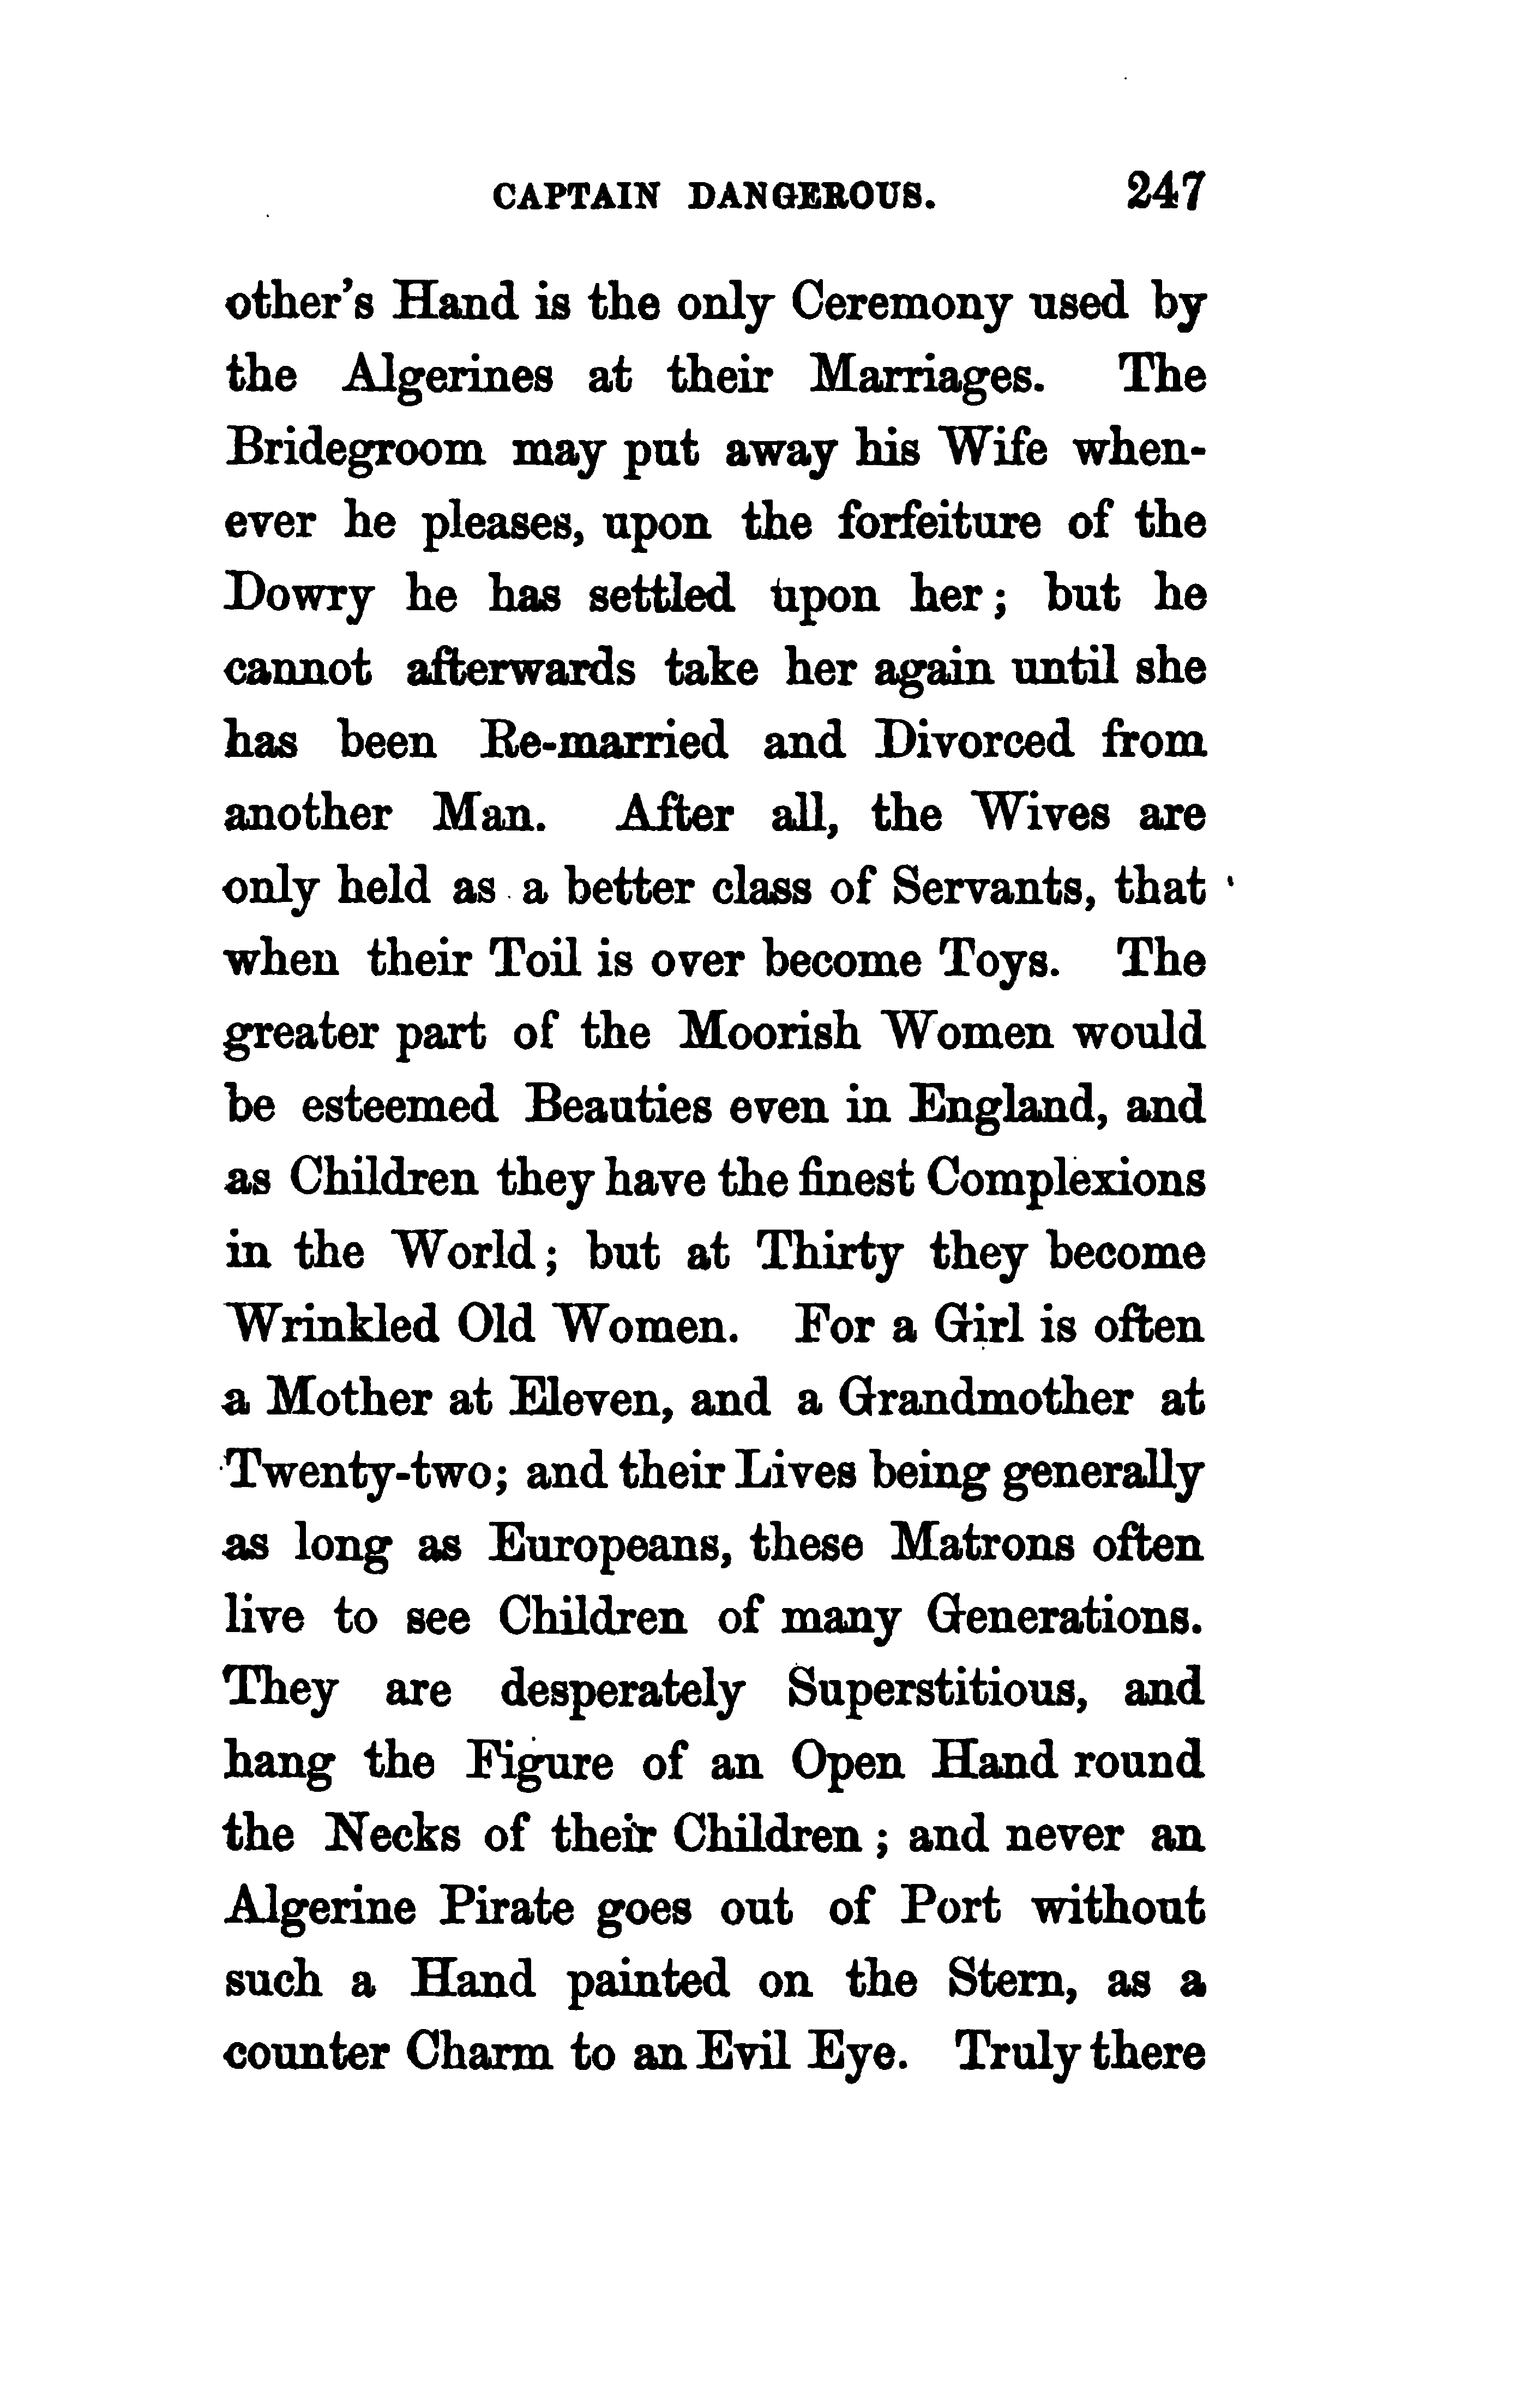 CAPTAIN DANGEROUS. 247
other's Hand is the only Ceremony used by
the Algerines at their Marriages. The
Bridegroom may put away his Wife when-
ever he pleases, upon the forfeiture of the
Dowry he has settled upon her; but he
cannot afterwards take her again until she
has been Re-married and Divorced from
another Man. After all, the Wives are
only held as a better class of Servants, that
when their Toil is over become Toys. The
greater part of the Moorish Women would
be esteemed Beauties even in England, and
as Children they have the finest Complexions
in the World; but at Thirty they become
Wrinkled Old Women. For a Girl is often
a Mother at Eleven, and a Grandmother at
Twenty-two; and their Lives being generally
as long as Europeans, these Matrons often
live to see Children of many Generations.
They are desperately Superstitious, and
hang the Figure of an Open Hand round
the Necks of their Children; and never an
Algerine Pirate goes out of Port without
such a Hand painted on the Stern, as a
counter Charm to an Evil Eye. Truly there